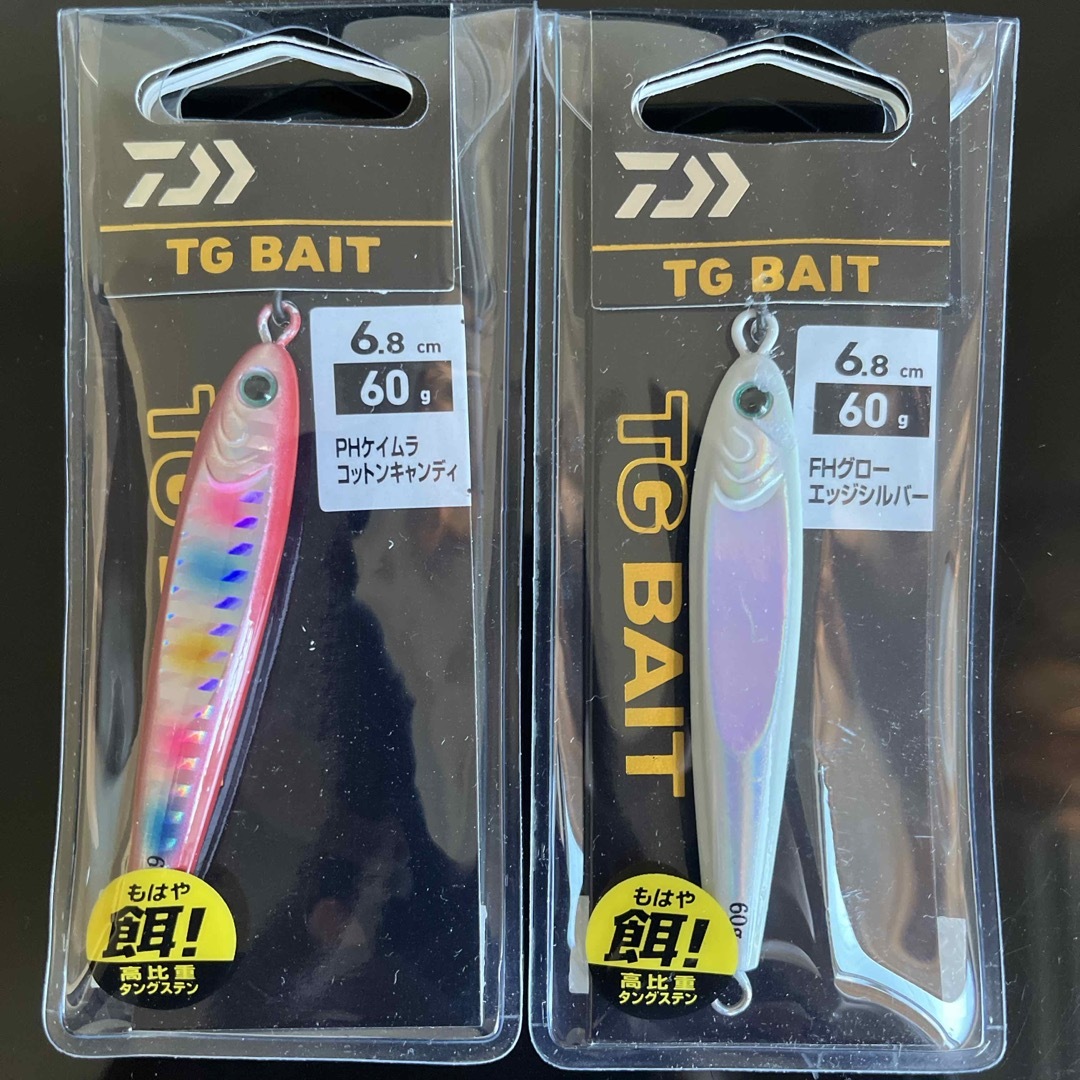 TG BAIT
6.8 cm
60 g
PHケイムラ
コットンキャンディ
もはや
餌!
高比重
タングステン
TG BAIT
6.8 cm
60 g
FHグロー
エッジシルバー
TG BAIT
60g
もはや
餌!
高比重
タングステン